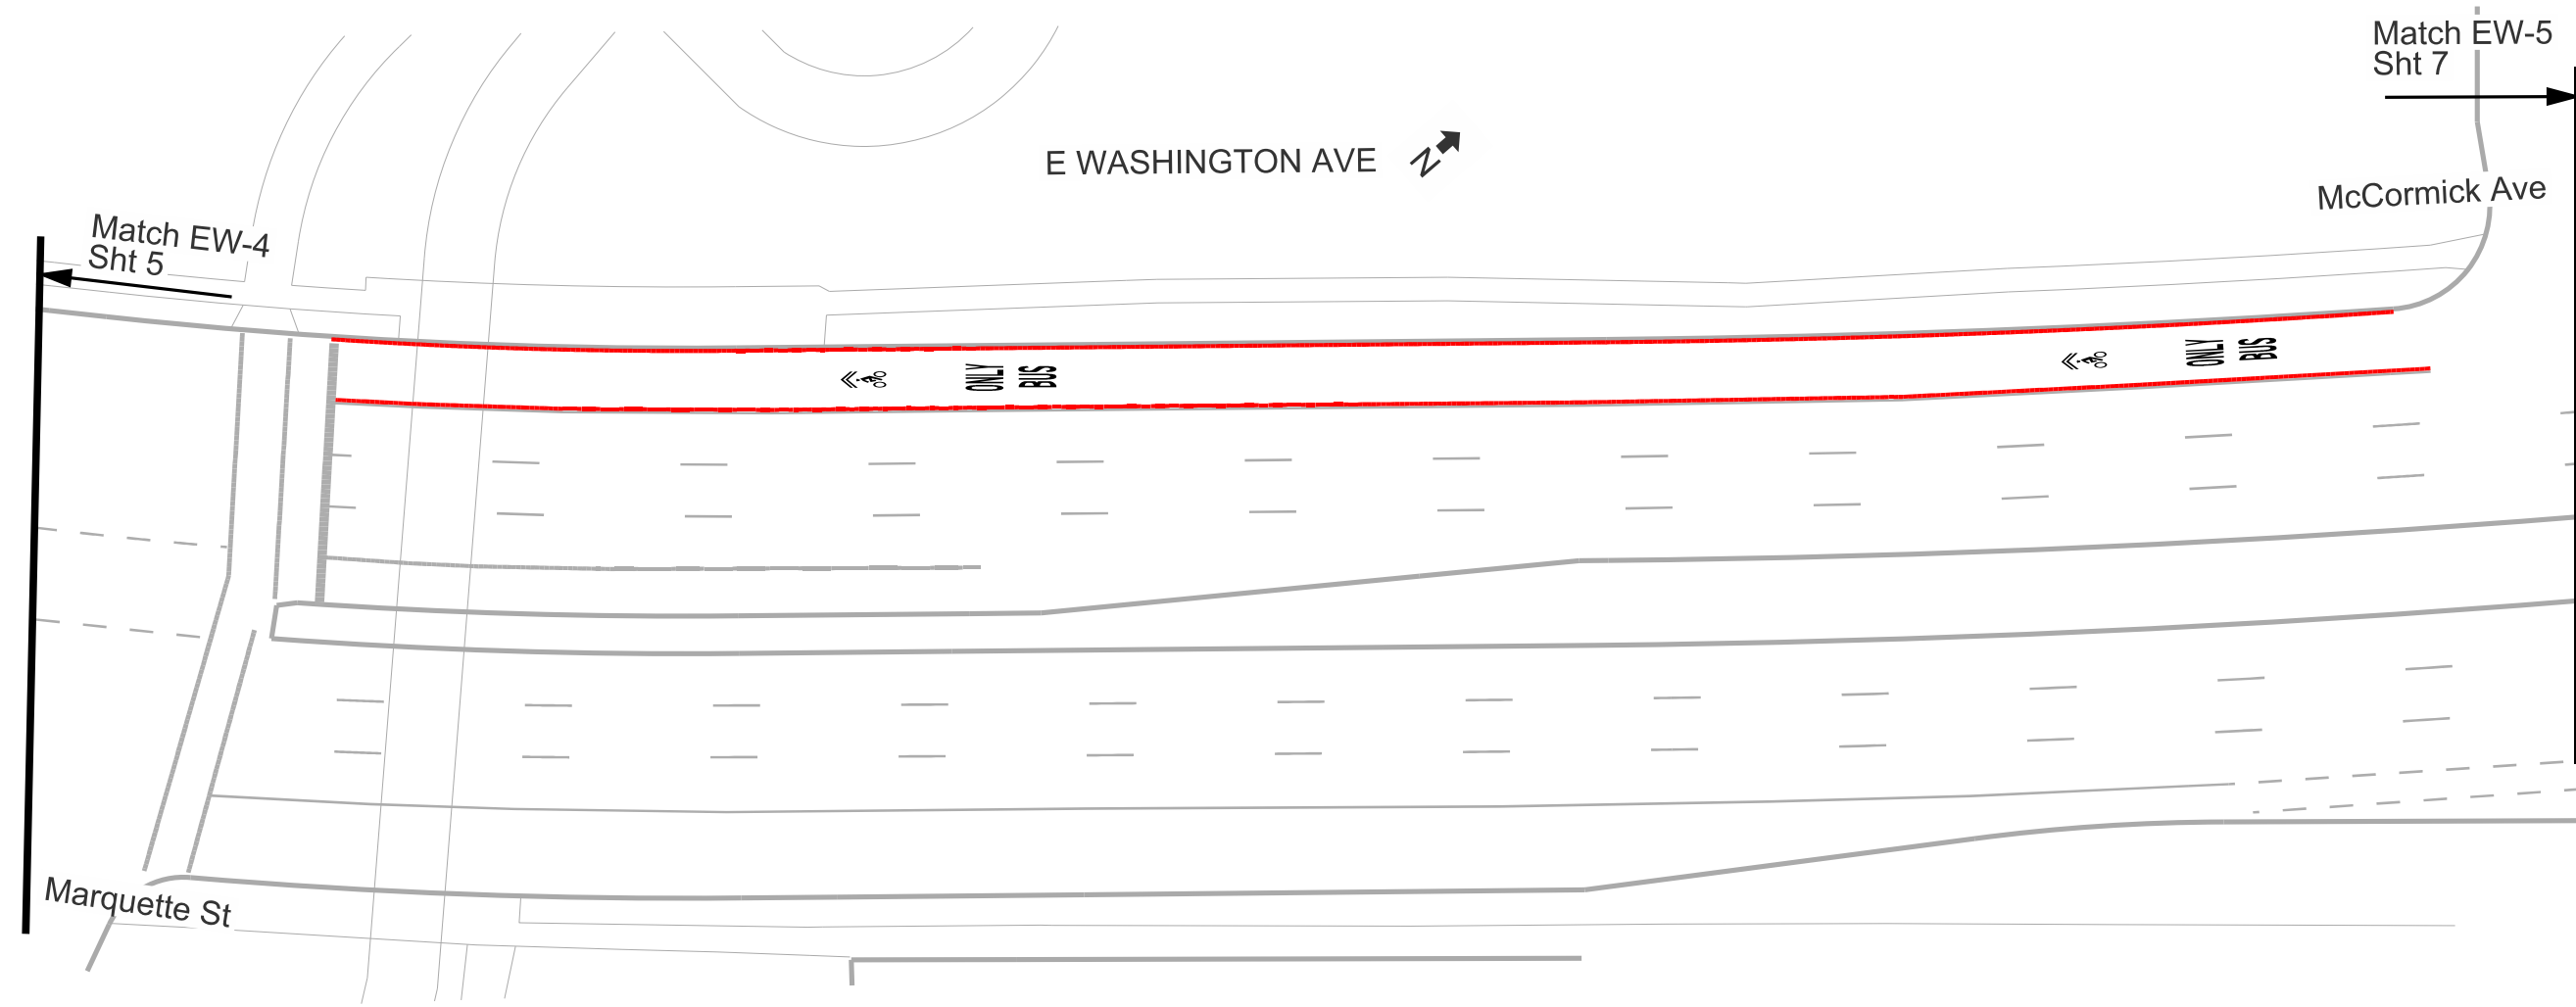 Match EW-5
Sht 7
E WASHINGTON AVE N
McCormick Ave
Match EW-4
Sht 5
ONLY
BUS
ONLY
BUS
Marquette St